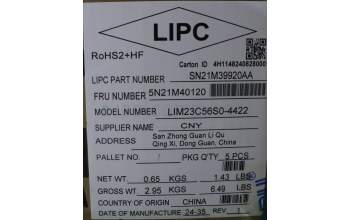 LIPC
RoHS2+HF
Carton ID 4H1148240828000
LIPC PART NUMBER SN21M39920AA
FRU NUMBER 5N21M40120
MODEL NUMBER LIM23C56S0-4422
SUPPLIER NAME CNY
ADDRESS San Zhong Guan Li Qu
Qing Xi, Dong Guan, China
PALLET NO. PKG Q'TY 5 PCS
NET WT. 0.65 KGS 1.43 LBS
GROSS WT. 2.95 KGS 6.49 LBS
COUNTRY OF ORIGIN CHINA
DATE OF MANUFACTURE 24-35 REV.